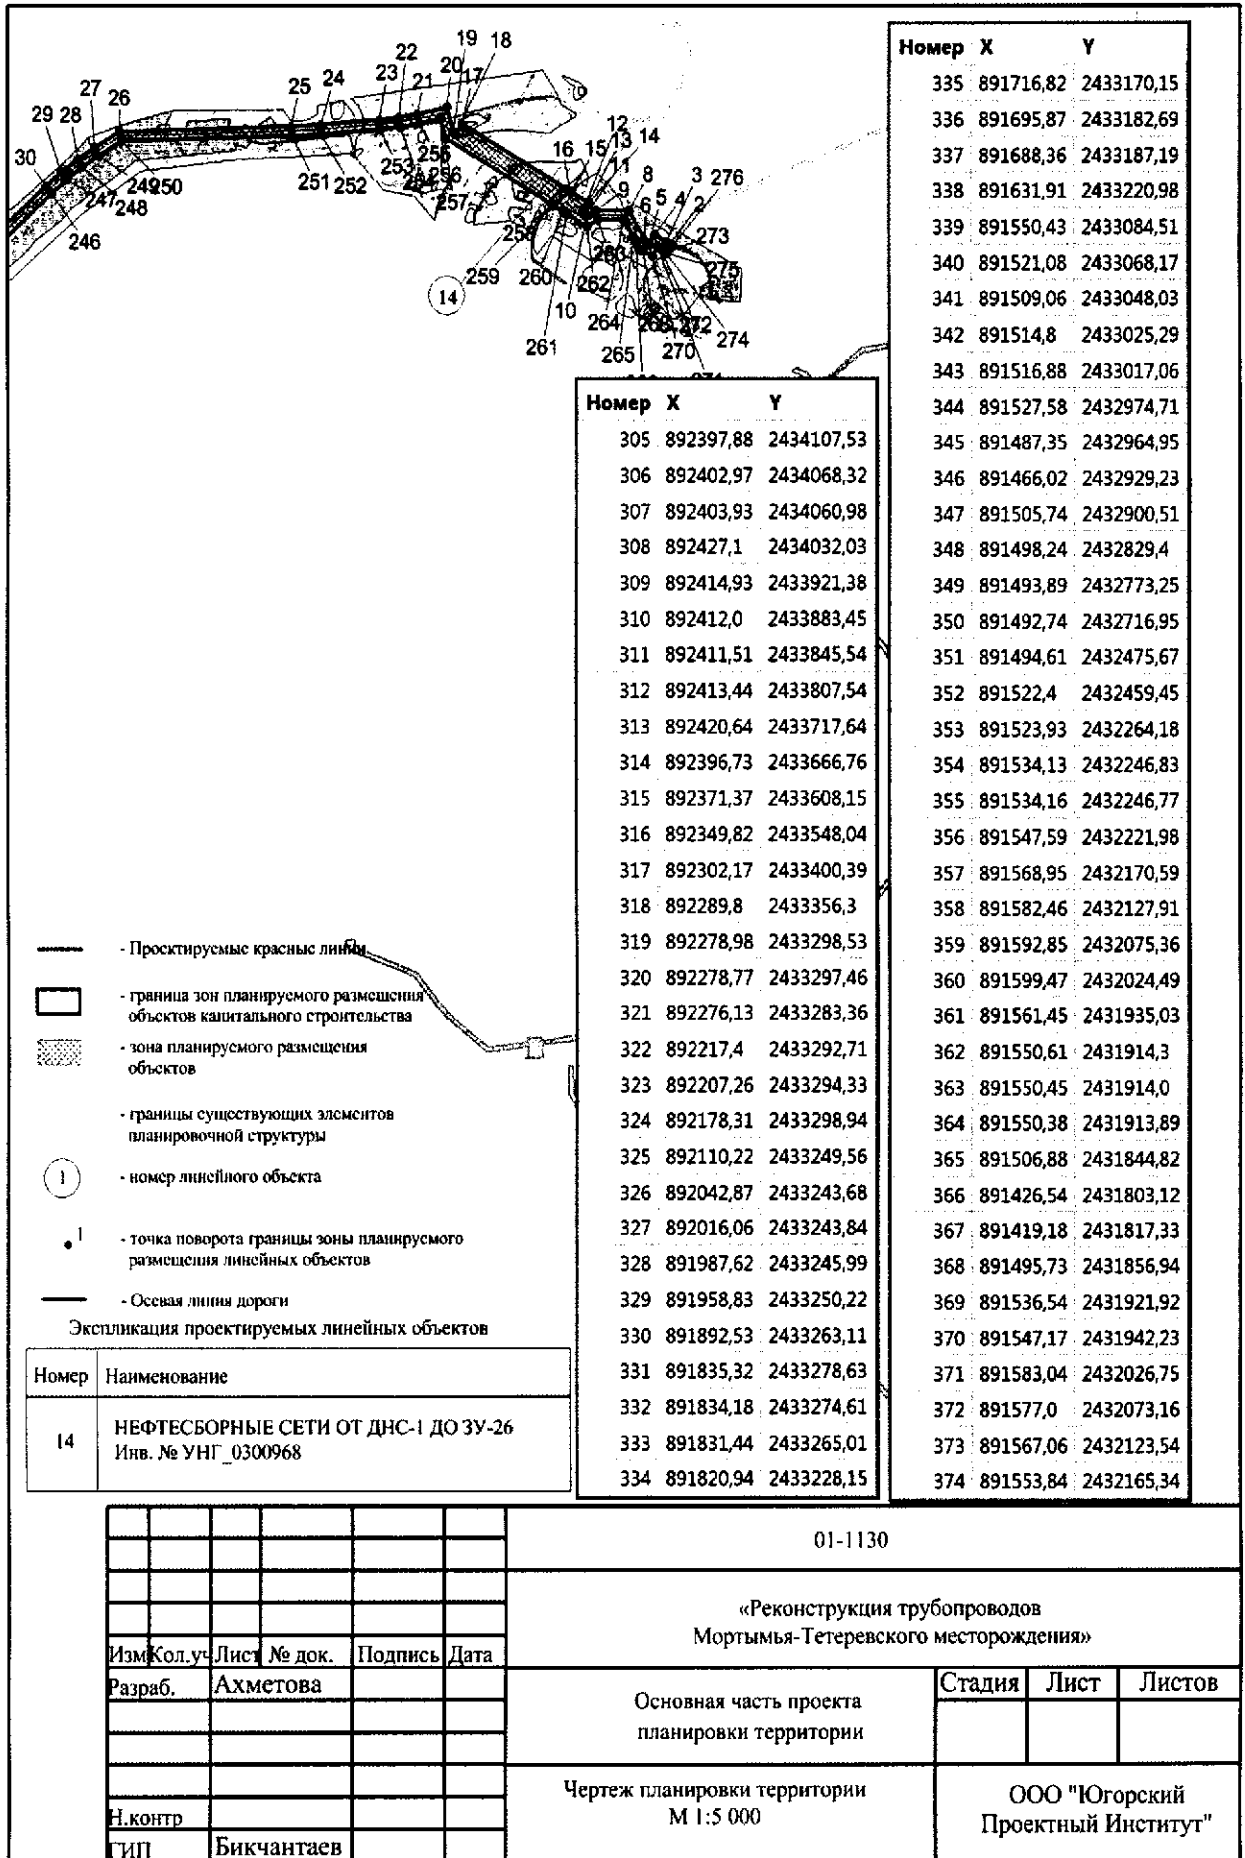 19 18
22
20
17
21
23
24
25
26
27
28
29
30
12
13 14
15
16
11
9 8
3 276
5 4
6 2
273
275
253
256
257
251
252
250
247
248
246
258
259
260
262
264
10
261
265
270
274
14
Номер X Y
335 891716,82 2433170,15
336 891695,87 2433182,69
337 891688,36 2433187,19
338 891631,91 2433220,98
339 891550,43 2433084,51
340 891521,08 2433068,17
341 891509,06 2433048,03
342 891514,8 2433025,29
343 891516,88 2433017,06
344 891527,58 2432974,71
345 891487,35 2432964,95
346 891466,02 2432929,23
347 891505,74 2432900,51
348 891498,24 2432829,4
349 891493,89 2432773,25
350 891492,74 2432716,95
351 891494,61 2432475,67
352 891522,4 2432459,45
353 891523,93 2432264,18
354 891534,13 2432246,83
355 891534,16 2432246,77
356 891547,59 2432221,98
357 891568,95 2432170,59
358 891582,46 2432127,91
359 891592,85 2432075,36
360 891599,47 2432024,49
361 891561,45 2431935,03
362 891550,61 2431914,3
363 891550,45 2431914,0
364 891550,38 2431913,89
365 891506,88 2431844,82
366 891426,54 2431803,12
367 891419,18 2431817,33
368 891495,73 2431856,94
369 891536,54 2431921,92
370 891547,17 2431942,23
371 891583,04 2432026,75
372 891577,0 2432073,16
373 891567,06 2432123,54
374 891553,84 2432165,34
Номер X Y
305 892397,88 2434107,53
306 892402,97 2434068,32
307 892403,93 2434060,98
308 892427,1 2434032,03
309 892414,93 2433921,38
310 892412,0 2433883,45
311 892411,51 2433845,54
312 892413,44 2433807,54
313 892420,64 2433717,64
314 892396,73 2433666,76
315 892371,37 2433608,15
316 892349,82 2433548,04
317 892302,17 2433400,39
318 892289,8 2433356,3
319 892278,98 2433298,53
320 892278,77 2433297,46
321 892276,13 2433283,36
322 892217,4 2433292,71
323 892207,26 2433294,33
324 892178,31 2433298,94
325 892110,22 2433249,56
326 892042,87 2433243,68
327 892016,06 2433243,84
328 891987,62 2433245,99
329 891958,83 2433250,22
330 891892,53 2433263,11
331 891835,32 2433278,63
332 891834,18 2433274,61
333 891831,44 2433265,01
334 891820,94 2433228,15
- Проектируемые красные линии
- граница зон планируемого размещения
объектов капитального строительства
- зона планируемого размещения
объектов
- границы существующих элементов
планировочной структуры
1 - номер линейного объекта
1 - точка поворота границы зоны планируемого
размещения линейных объектов
- Осевая линия дороги
Экспликация проектируемых линейных объектов
Номер Наименование
14 НЕФТЕСБОРНЫЕ СЕТИ ОТ ДНС-1 ДО ЗУ-26
Инв. № УНГ_0300968
01-1130
«Реконструкция трубопроводов
Мортымья-Тетеревского месторождения»
Изм Кол.уч Лист № док. Подпись Дата
Разраб. Ахметова
Основная часть проекта
планировки территории
Стадия Лист Листов
Чертеж планировки территории
М 1:5 000
ООО "Югорский
Проектный Институт"
Н.контр
ГИП Бикчантаев